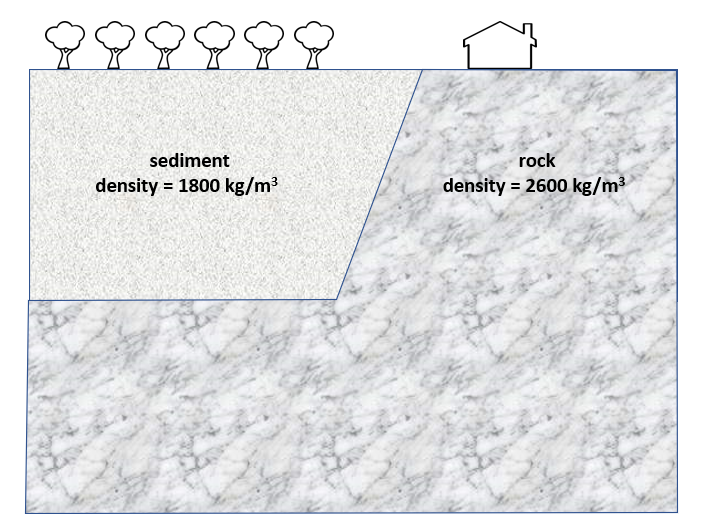 sediment
density = 1800 kg/m³
rock
density = 2600 kg/m³